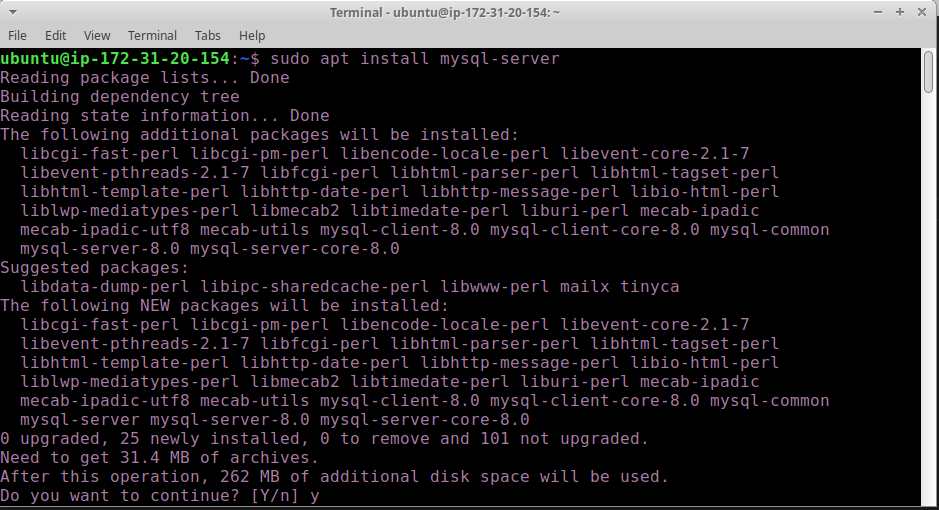 Terminal - ubuntu@ip-172-31-20-154: ~
File Edit View Terminal Tabs Help
ubuntu@ip-172-31-20-154:~$ sudo apt install mysql-server
Reading package lists... Done
Building dependency tree
Reading state information... Done
The following additional packages will be installed:
  libcgi-fast-perl libcgi-pm-perl libencode-locale-perl libevent-core-2.1-7
  libevent-pthreads-2.1-7 libfcgi-perl libhtml-parser-perl libhtml-tagset-perl
  libhtml-template-perl libhttp-date-perl libhttp-message-perl libio-html-perl
  liblwp-mediatypes-perl libmecab2 libtimedate-perl liburi-perl mecab-ipadic
  mecab-ipadic-utf8 mecab-utils mysql-client-8.0 mysql-client-core-8.0 mysql-common
  mysql-server-8.0 mysql-server-core-8.0
Suggested packages:
  libdata-dump-perl libipc-sharedcache-perl libwww-perl mailx tinyca
The following NEW packages will be installed:
  libcgi-fast-perl libcgi-pm-perl libencode-locale-perl libevent-core-2.1-7
  libevent-pthreads-2.1-7 libfcgi-perl libhtml-parser-perl libhtml-tagset-perl
  libhtml-template-perl libhttp-date-perl libhttp-message-perl libio-html-perl
  liblwp-mediatypes-perl libmecab2 libtimedate-perl liburi-perl mecab-ipadic
  mecab-ipadic-utf8 mecab-utils mysql-client-8.0 mysql-client-core-8.0 mysql-common
  mysql-server mysql-server-8.0 mysql-server-core-8.0
0 upgraded, 25 newly installed, 0 to remove and 101 not upgraded.
Need to get 31.4 MB of archives.
After this operation, 262 MB of additional disk space will be used.
Do you want to continue? [Y/n] y